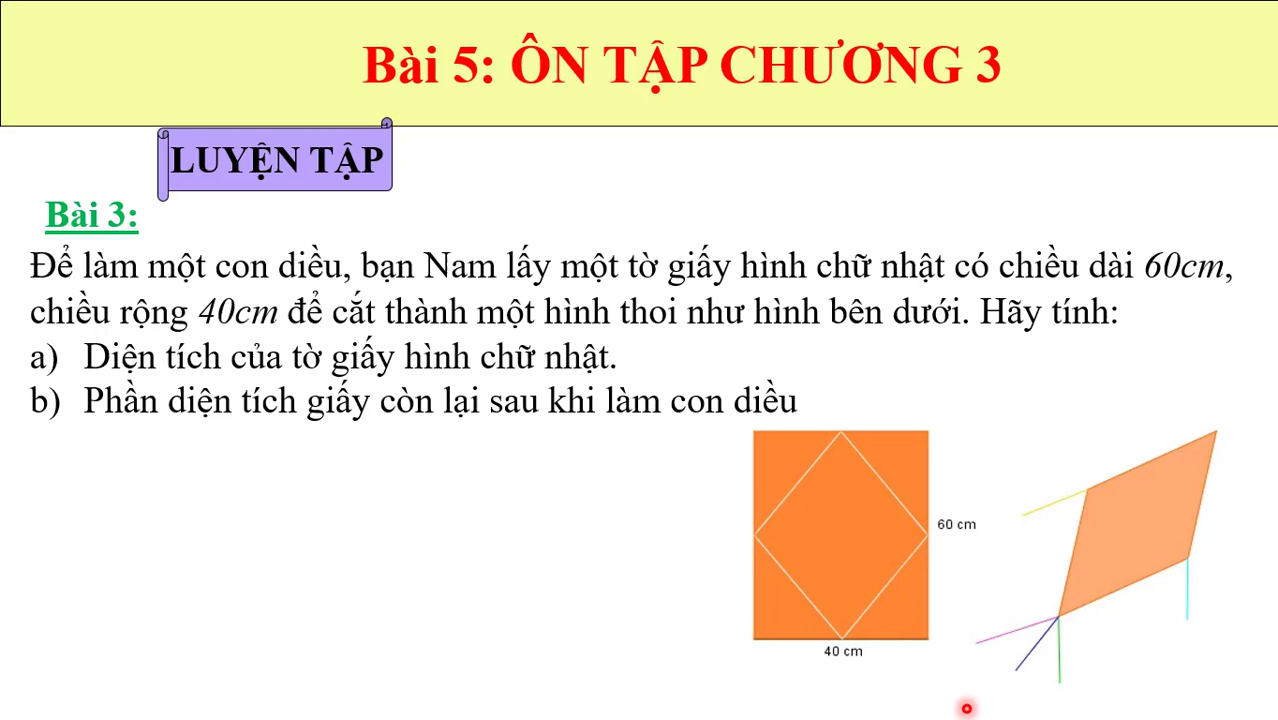 Bài 5: ÔN TẬP CHƯƠNG 3
LUYỆN TẬP
Bài 3:
Để làm một con diều, bạn Nam lấy một tờ giấy hình chữ nhật có chiều dài 60cm,
chiều rộng 40cm để cắt thành một hình thoi như hình bên dưới. Hãy tính:
a) Diện tích của tờ giấy hình chữ nhật.
b) Phần diện tích giấy còn lại sau khi làm con diều
60 cm
40 cm